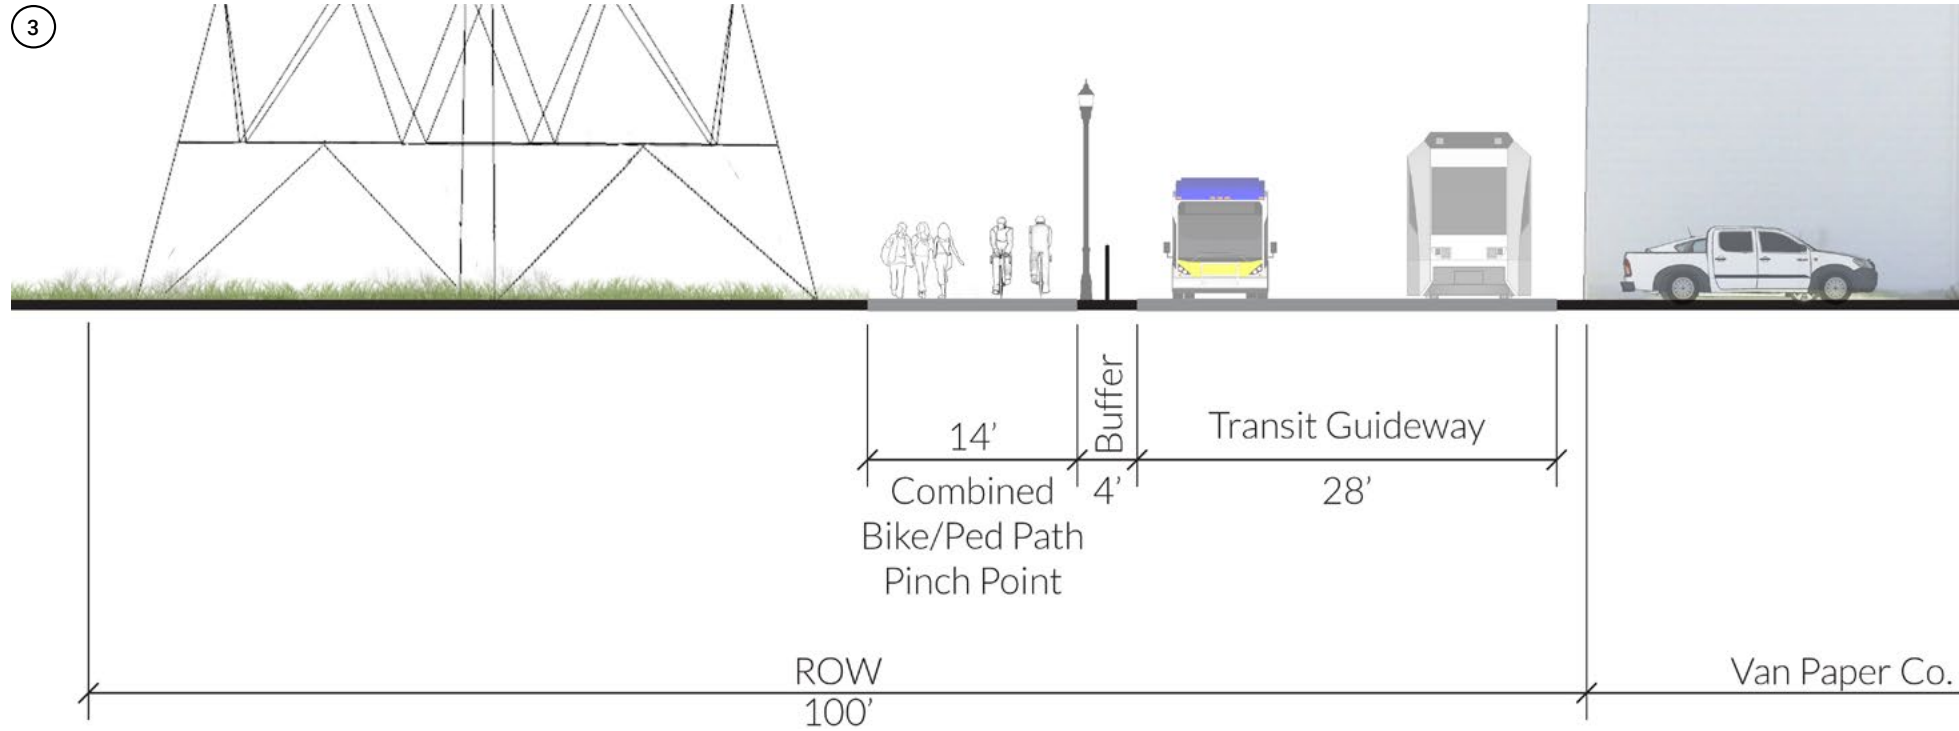 3
14’
Buffer
Transit Guideway
Combined
Bike/Ped Path
Pinch Point
4’
28’
ROW
100’
Van Paper Co.